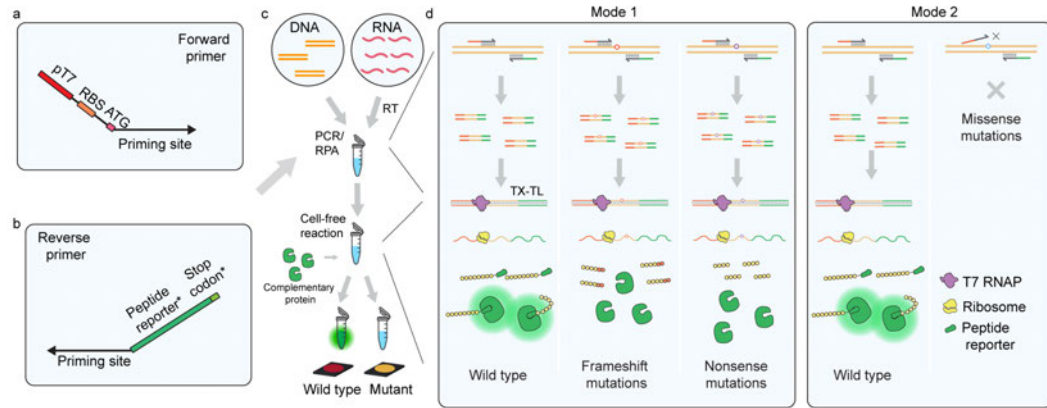 a
Forward
primer
pT7
RBS
ATG
Priming site
b
Reverse
primer
Peptide
reporter*
Stop
codon*
Priming site
c
DNA
RNA
RT
PCR/
RPA
Cell-free
reaction
Complementary
protein
Wild type
Mutant
d
Mode 1
TX-TL
Wild type
Frameshift
mutations
Nonsense
mutations
Mode 2
Missense
mutations
T7 RNAP
Ribosome
Peptide
reporter
Wild type